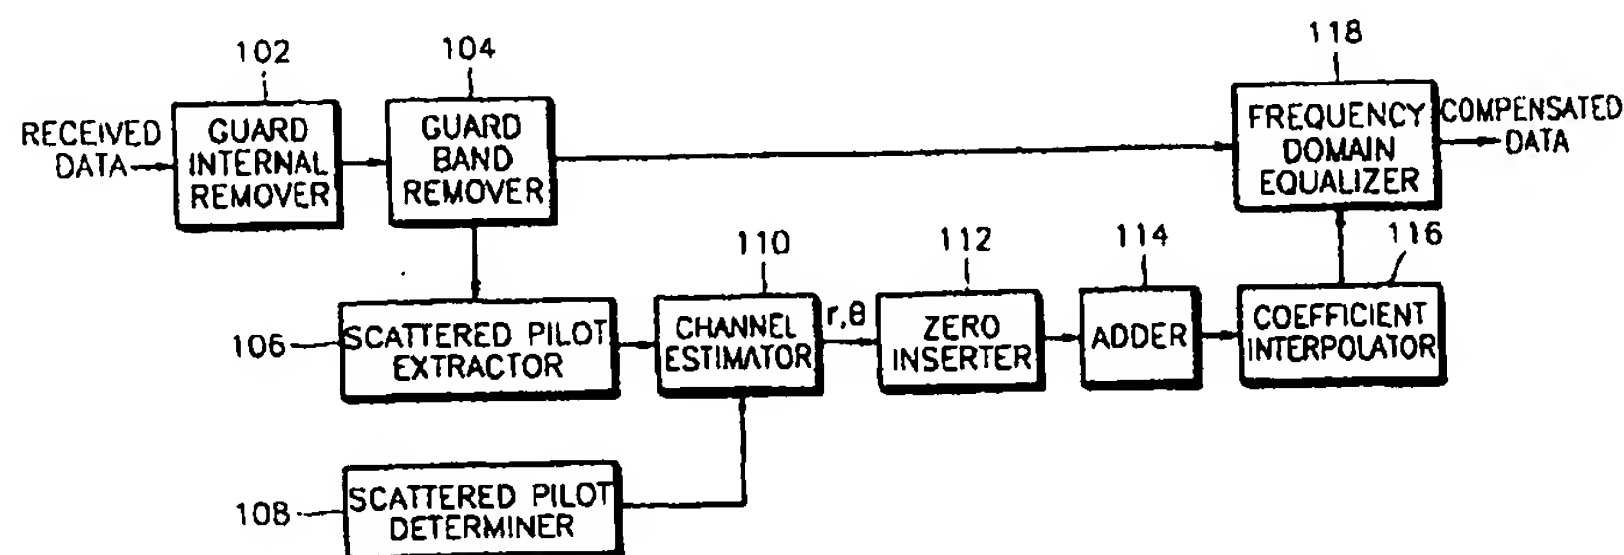 102
104
118
RECEIVED
DATA
GUARD
INTERNAL
REMOVER
GUARD
BAND
REMOVER
FREQUENCY
DOMAIN
EQUALIZER
COMPENSATED
DATA
110
112
114
116
106
SCATTERED PILOT
EXTRACTOR
CHANNEL
ESTIMATOR
r,θ
ZERO
INSERTER
ADDER
COEFFICIENT
INTERPOLATOR
108
SCATTERED PILOT
DETERMINER